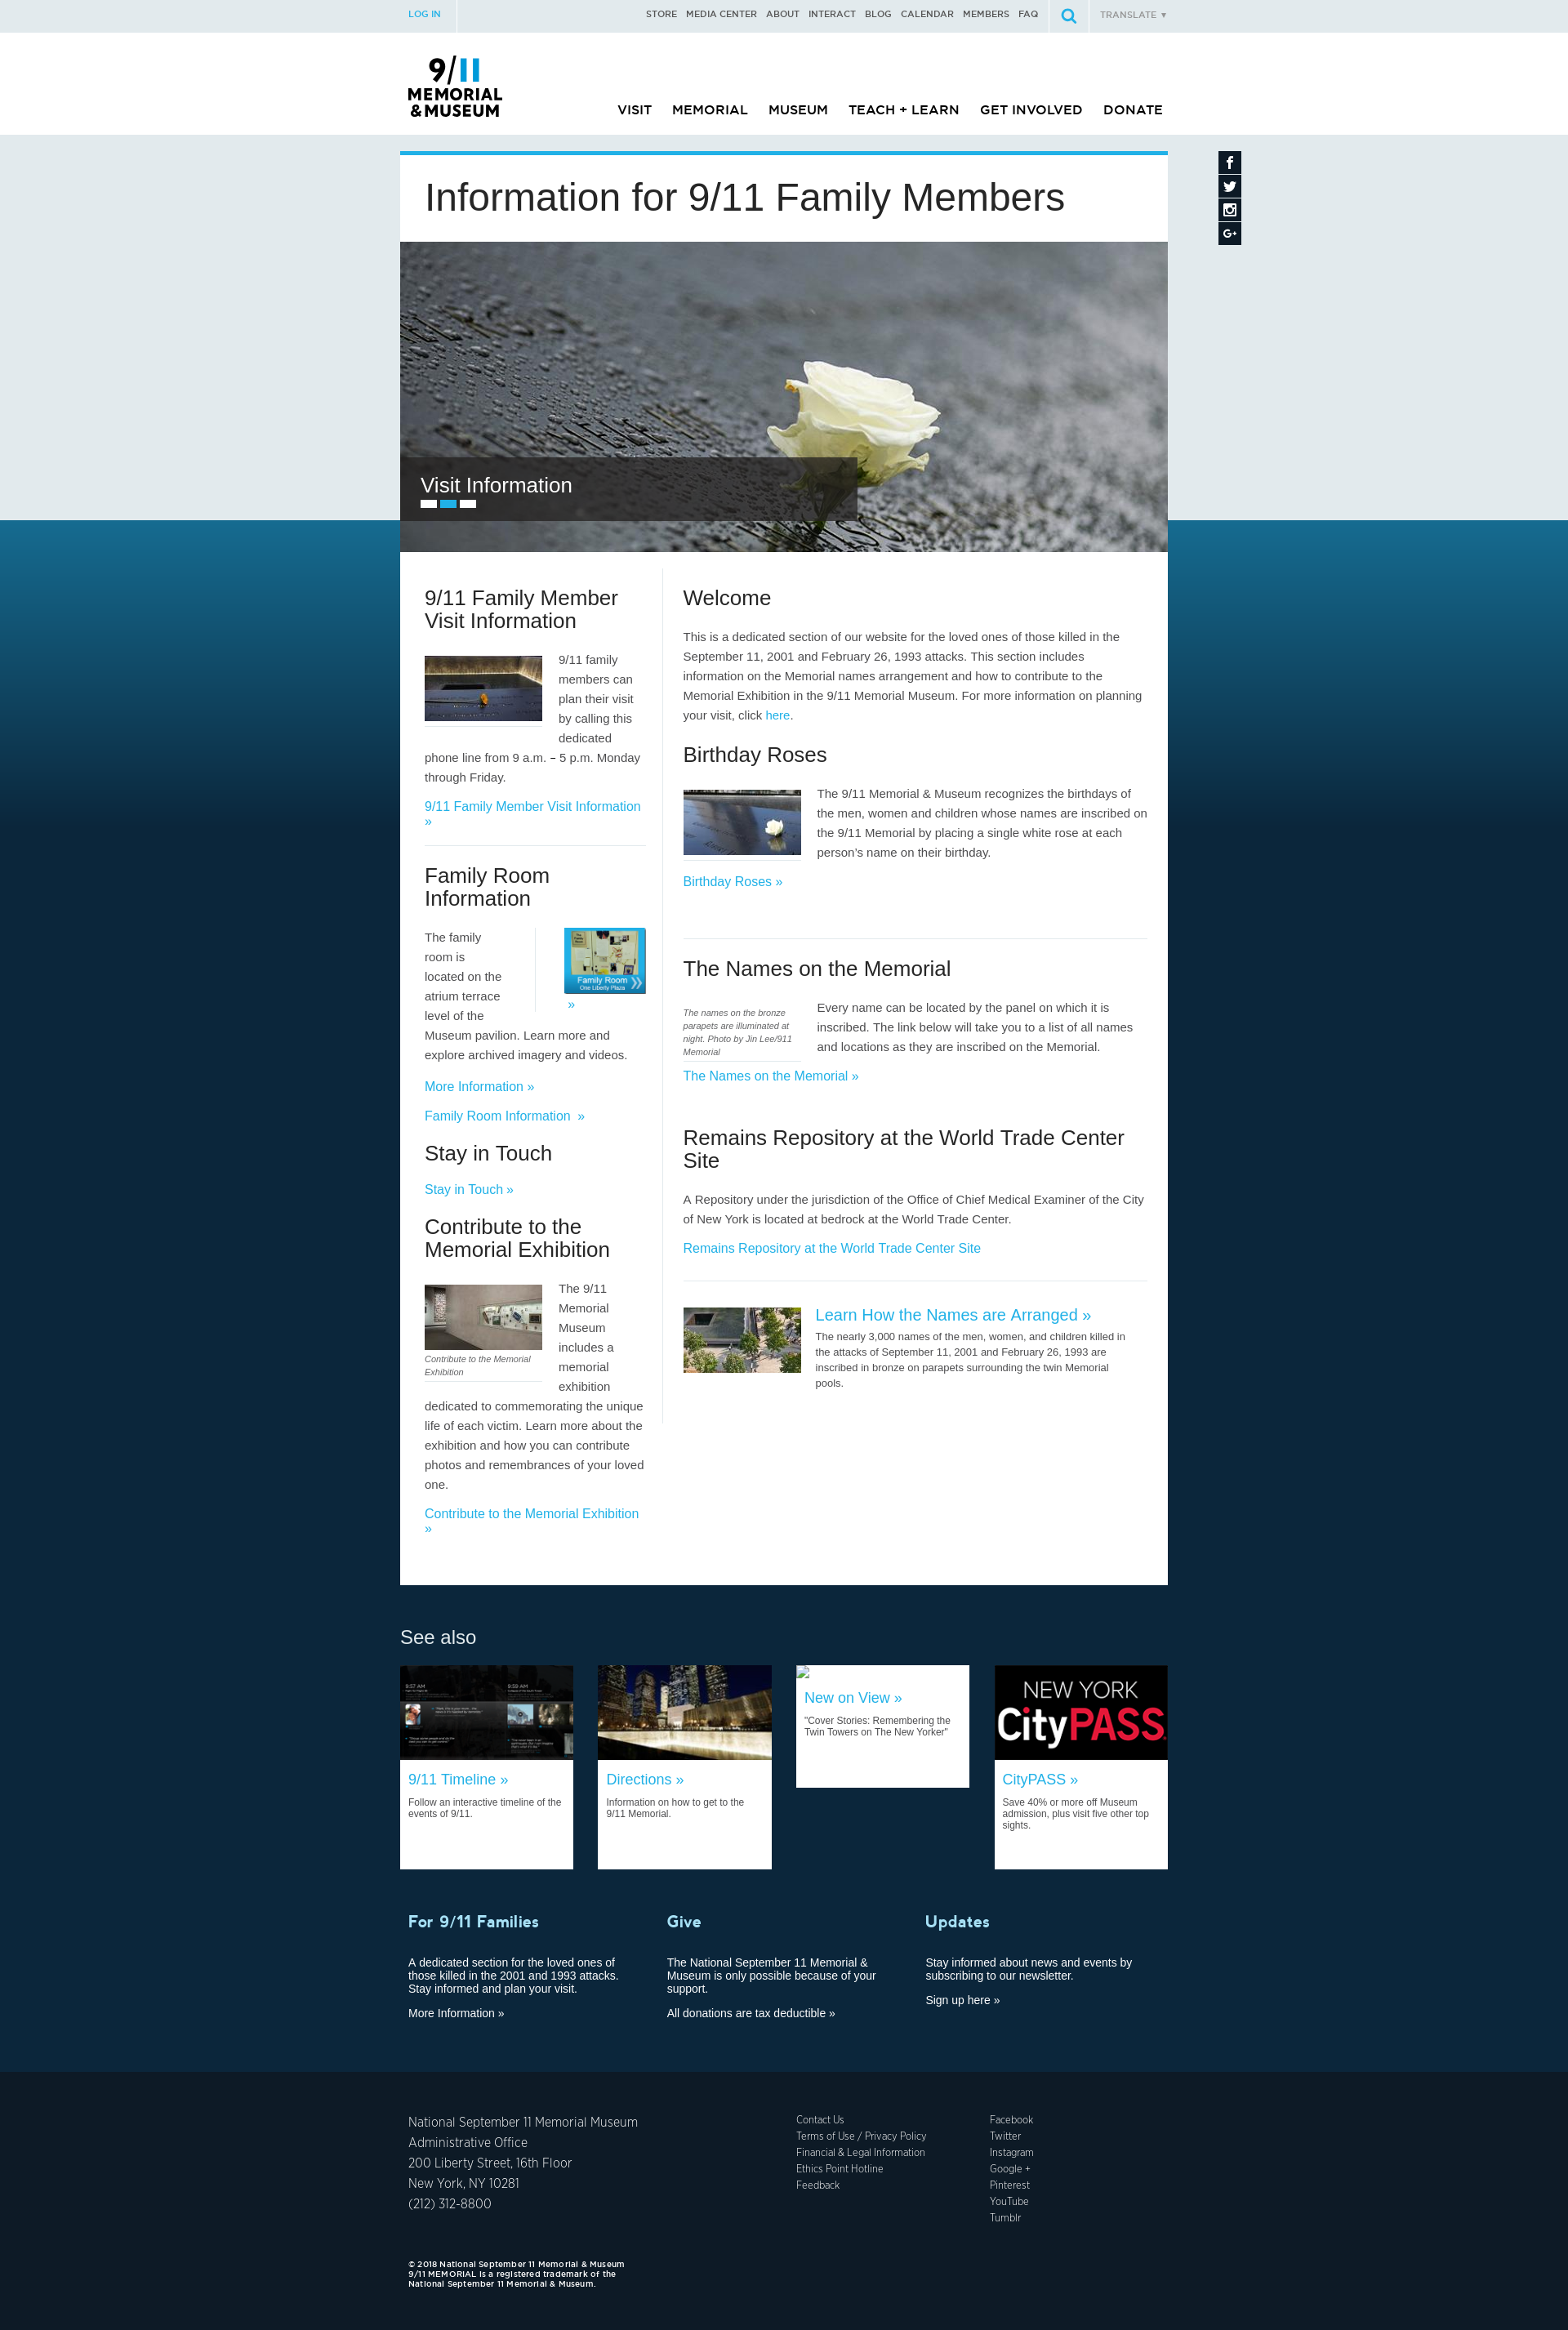 LOG IN
STORE MEDIA CENTER ABOUT INTERACT BLOG CALENDAR MEMBERS FAQ
TRANSLATE ▼
9/11
MEMORIAL
&MUSEUM
VISIT MEMORIAL MUSEUM TEACH + LEARN GET INVOLVED DONATE
Information for 9/11 Family Members
Visit Information
9/11 Family Member
Visit Information
9/11 family
members can
plan their visit
by calling this
dedicated
phone line from 9 a.m. – 5 p.m. Monday
through Friday.
9/11 Family Member Visit Information
»
Family Room
Information
The family
room is
located on the
atrium terrace
level of the
Museum pavilion. Learn more and
explore archived imagery and videos.
Family Room
One Liberty Plaza
»
More Information »
Family Room Information »
Stay in Touch
Stay in Touch »
Contribute to the
Memorial Exhibition
Contribute to the Memorial
Exhibition
The 9/11
Memorial
Museum
includes a
memorial
exhibition
dedicated to commemorating the unique
life of each victim. Learn more about the
exhibition and how you can contribute
photos and remembrances of your loved
one.
Contribute to the Memorial Exhibition
»
Welcome
This is a dedicated section of our website for the loved ones of those killed in the
September 11, 2001 and February 26, 1993 attacks. This section includes
information on the Memorial names arrangement and how to contribute to the
Memorial Exhibition in the 9/11 Memorial Museum. For more information on planning
your visit, click here.
Birthday Roses
The 9/11 Memorial & Museum recognizes the birthdays of
the men, women and children whose names are inscribed on
the 9/11 Memorial by placing a single white rose at each
person’s name on their birthday.
Birthday Roses »
The Names on the Memorial
The names on the bronze
parapets are illuminated at
night. Photo by Jin Lee/911
Memorial
Every name can be located by the panel on which it is
inscribed. The link below will take you to a list of all names
and locations as they are inscribed on the Memorial.
The Names on the Memorial »
Remains Repository at the World Trade Center
Site
A Repository under the jurisdiction of the Office of Chief Medical Examiner of the City
of New York is located at bedrock at the World Trade Center.
Remains Repository at the World Trade Center Site
Learn How the Names are Arranged »
The nearly 3,000 names of the men, women, and children killed in
the attacks of September 11, 2001 and February 26, 1993 are
inscribed in bronze on parapets surrounding the twin Memorial
pools.
See also
9:57 AM
9:59 AM
9/11 Timeline »
Follow an interactive timeline of the
events of 9/11.
Directions »
Information on how to get to the
9/11 Memorial.
New on View »
"Cover Stories: Remembering the
Twin Towers on The New Yorker"
NEW YORK
CityPASS
CityPASS »
Save 40% or more off Museum
admission, plus visit five other top
sights.
For 9/11 Families
A dedicated section for the loved ones of
those killed in the 2001 and 1993 attacks.
Stay informed and plan your visit.
More Information »
Give
The National September 11 Memorial &
Museum is only possible because of your
support.
All donations are tax deductible »
Updates
Stay informed about news and events by
subscribing to our newsletter.
Sign up here »
National September 11 Memorial Museum
Administrative Office
200 Liberty Street, 16th Floor
New York, NY 10281
(212) 312-8800
Contact Us
Terms of Use / Privacy Policy
Financial & Legal Information
Ethics Point Hotline
Feedback
Facebook
Twitter
Instagram
Google +
Pinterest
YouTube
Tumblr
© 2018 National September 11 Memorial & Museum
9/11 MEMORIAL is a registered trademark of the
National September 11 Memorial & Museum.